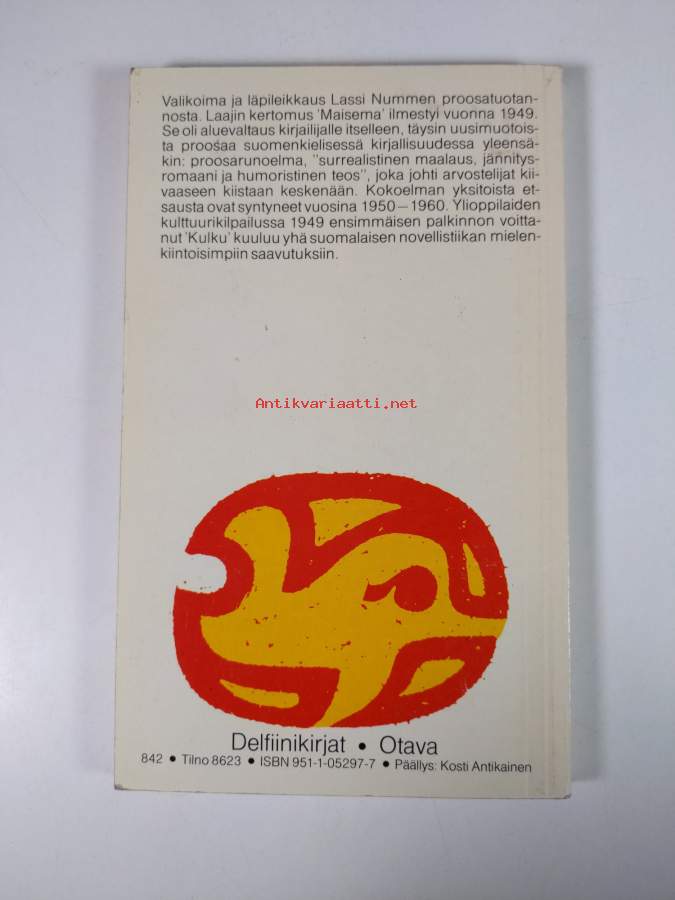 Valikoima ja läpileikkaus Lassi Nummen proosatuotan-
nosta. Laajin kertomus 'Maisema' ilmestyi vuonna 1949.
Se oli aluevaltaus kirjailijalle itselleen, täysin uusimuotois-
ta proosaa suomenkielisessä kirjallisuudessa yleensä-
kin: proosarunoelma, "surrealistinen maalaus, jännitys-
romaani ja humoristinen teos", joka johti arvostelijat kii-
vaaseen kiistaan keskenään. Kokoelman yksitoista et-
sausta ovat syntyneet vuosina 1950—1960. Ylioppilaiden
kulttuurikilpailussa 1949 ensimmäisen palkinnon voitta-
nut 'Kulku' kuuluu yhä suomalaisen novellistiikan mielen-
kiintoisimpiin saavutuksiin.
Antikvariaatti.net
Delfiinikirjat • Otava
842 • Tilno 8623 • ISBN 951-1-05297-7 • Päällys: Kosti Antikainen